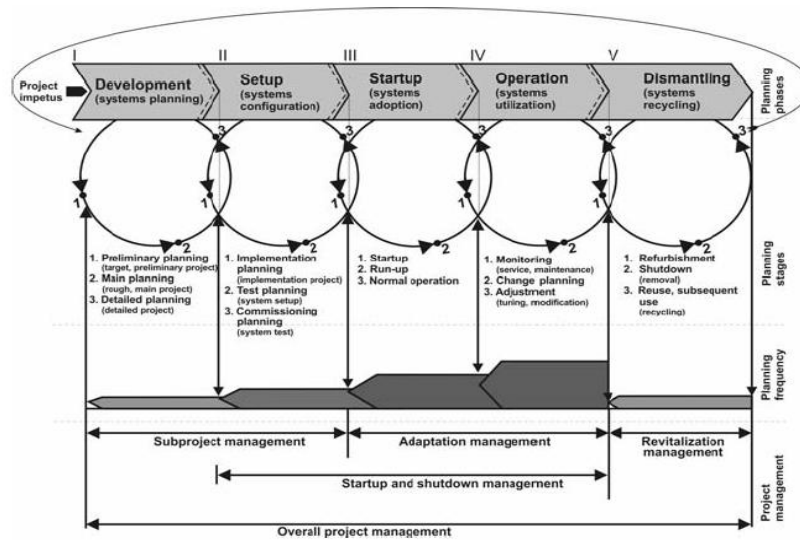 I II III IV V
Project
impetus
Development
(systems planning)
Setup
(systems
configuration)
Startup
(systems
adoption)
Operation
(systems
utilization)
Dismantling
(systems
recycling)
Planning
phases
3 3 3 3 3
1 1 1 1 1
2 2 2 2 2
1. Preliminary planning
(target, preliminary project)
2. Main planning
(rough, main project)
3. Detailed planning
(detailed project)
1. Implementation
planning
(implementation project)
2. Test planning
(system setup)
3. Commissioning
planning
(system test)
1. Startup
2. Run-up
3. Normal operation
1. Monitoring
(service, maintenance)
2. Change planning
3. Adjustment
(turing, modification)
1. Refurbishment
2. Shutdown
(removal)
3. Reuse, subsequent
use
(recycling)
Planning
stages
Planning
frequency
Subproject management
Adaptation management
Revitalization
management
Startup and shutdown management
Overall project management
Project
management